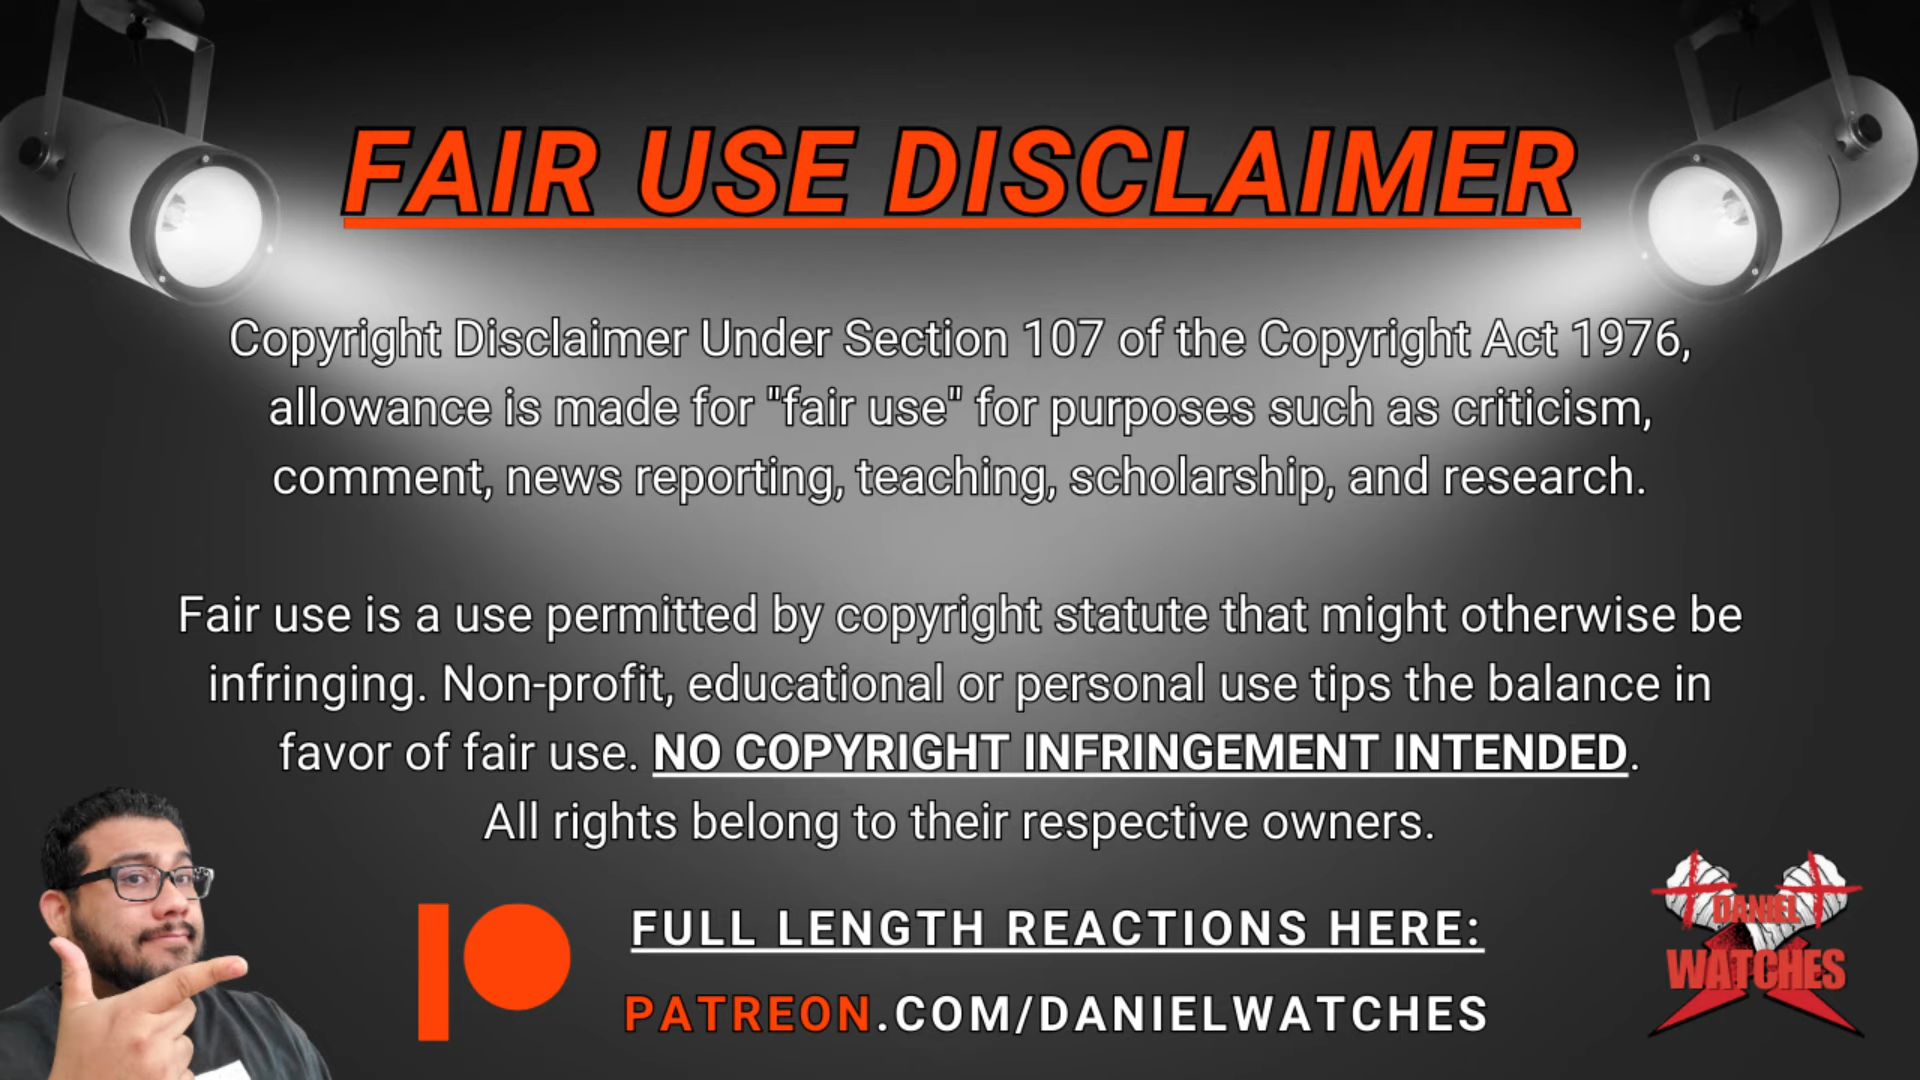 FAIR USE DISCLAIMER
Copyright Disclaimer Under Section 107 of the Copyright Act 1976,
allowance is made for "fair use" for purposes such as criticism,
comment, news reporting, teaching, scholarship, and research.
Fair use is a use permitted by copyright statute that might otherwise be
infringing. Non-profit, educational or personal use tips the balance in
favor of fair use. NO COPYRIGHT INFRINGEMENT INTENDED.
All rights belong to their respective owners.
FULL LENGTH REACTIONS HERE:
PATREON.COM/DANIELWATCHES
DANIEL
WATCHES